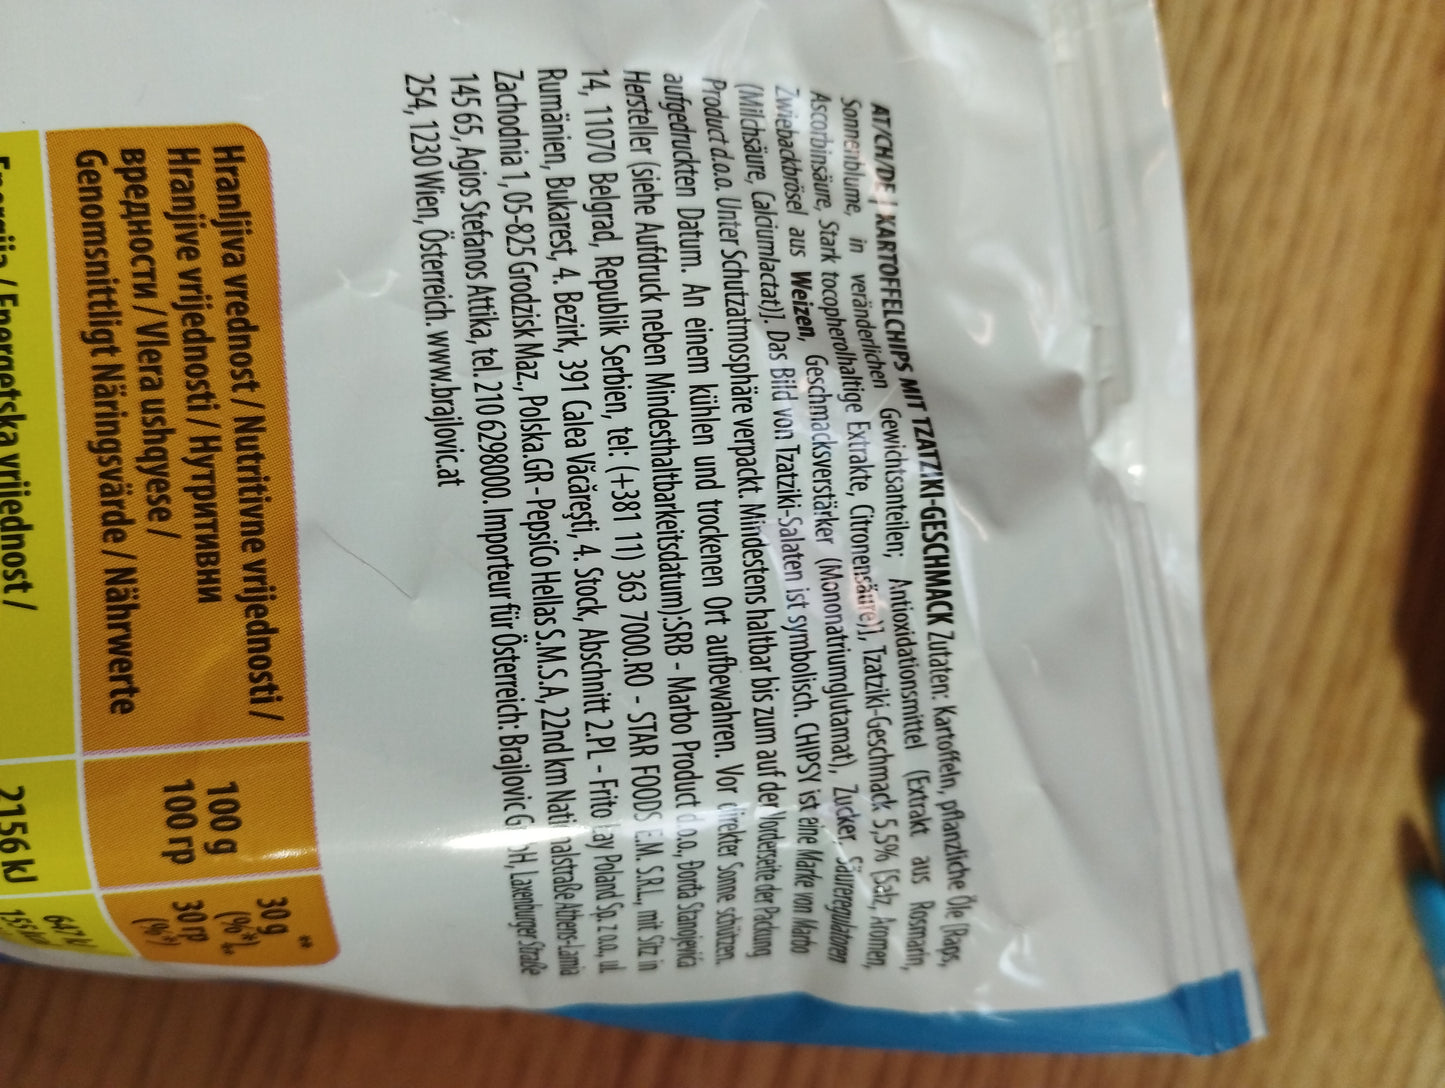 AT/CH/DE | KARTOFFELCHIPS MIT TZATZIKI-GESCHMACK Zutaten: Kartoffeln, pflanzliche Öle (Raps,
Sonnenblume, in veränderlichen Gewichtsanteilen; Antioxidationsmittel (Extrakt aus Rosmarin,
Ascorbinsäure, Stark tocopherolhaltige Extrakte, Citronensäure)], Tzatziki-Geschmack 5,5% [Salz, Aromen,
Zwiebackbrösel aus Weizen, Geschmacksverstärker (Mononatriumglutamat), Zucker, Säureregulatoren
(Milchsäure, Calciumlactat)]. Das Bild von Tzatziki-Salaten ist symbolisch. CHIPSY ist eine Marke von Marbo
Product d.o.o. Unter Schutzatmosphäre verpackt. Mindestens haltbar bis zum auf der Vorderseite der Packung
aufgedruckten Datum. An einem kühlen und trockenen Ort aufbewahren. Vor direkter Sonne schützen.
Hersteller (siehe Aufdruck neben Mindesthaltbarkeitsdatum):SRB - Marbo Product d.o.o., Đorđa Stanojevića
14, 11070 Belgrad, Republik Serbien, tel: (+381 11) 363 7000.RO - STAR FOODS E.M. S.R.L., mit Sitz in
Rumänien, Bukarest, 4. Bezirk, 391 Calea Văcărești, 4. Stock, Abschnitt 2.PL - Frito Lay Poland Sp. z o.o., ul.
Zachodnia 1, 05-825 Grodzisk Maz., Polska.GR - PepsiCo Hellas S.M.S.A, 22nd km Nationalstraße Athens-Lamia
145 65, Agios Stefanos Attika, tel. 210 6298000. Importeur für Österreich. Brajlovic GmbH, Laxenburger Straße
254, 1230 Wien, Österreich. www.brajlovic.at
Hranljiva vrednost / Nutritivne vrijednosti /
Hranjive vrijednosti / Нутритивни
вредности / Vlera ushqyese /
Genomsnittligt Näringsvärde / Nährwerte
100 g
100 гр
30 g **
(%*)
30 гр
(%*)
Energija / Energetska vrijednost /
2156 kJ
647 kJ